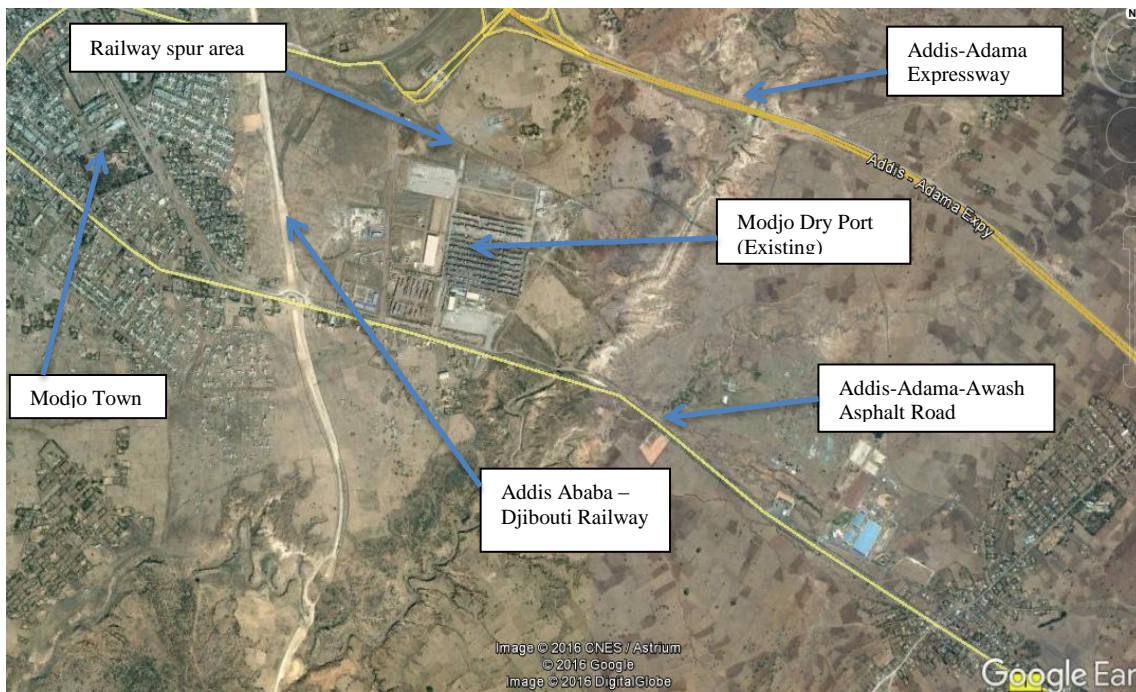 Railway spur area
Addis-Adama
Expressway
N
Addis - Adama Expy
Modjo Dry Port
(Existing)
Modjo Town
Addis-Adama-Awash
Asphalt Road
Addis Ababa –
Djibouti Railway
Image © 2016 CNES / Astrium
© 2016 Google
Image © 2016 DigitalGlobe
Google Ear